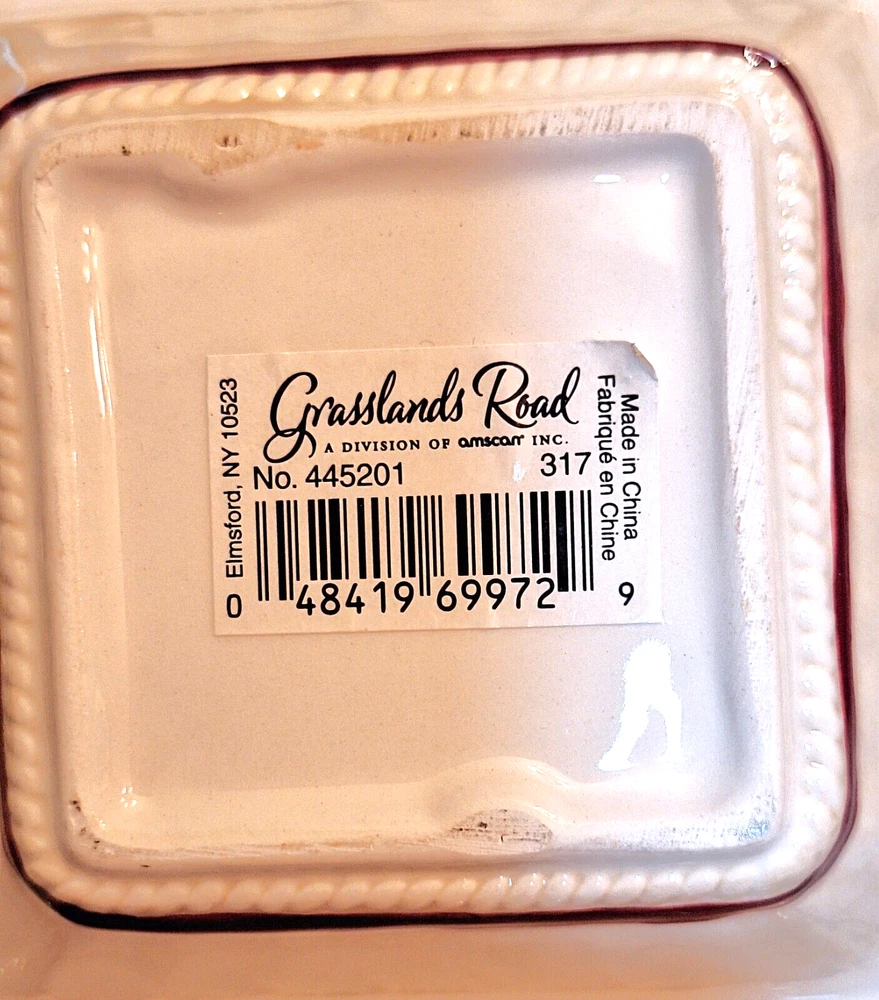 Grasslands Road
A DIVISION OF amscan INC.
No. 445201 317
Elmsford, NY 10523
Made in China
Fabriqué en Chine
0 48419 69972 9